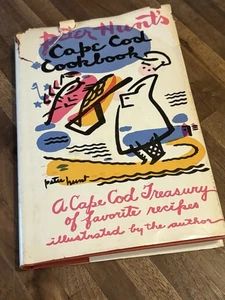 Peter Hunt's
Cape Cod
Cookbook
peter hunt
A Cape Cod Treasury
of favorite recipes
illustrated by the author